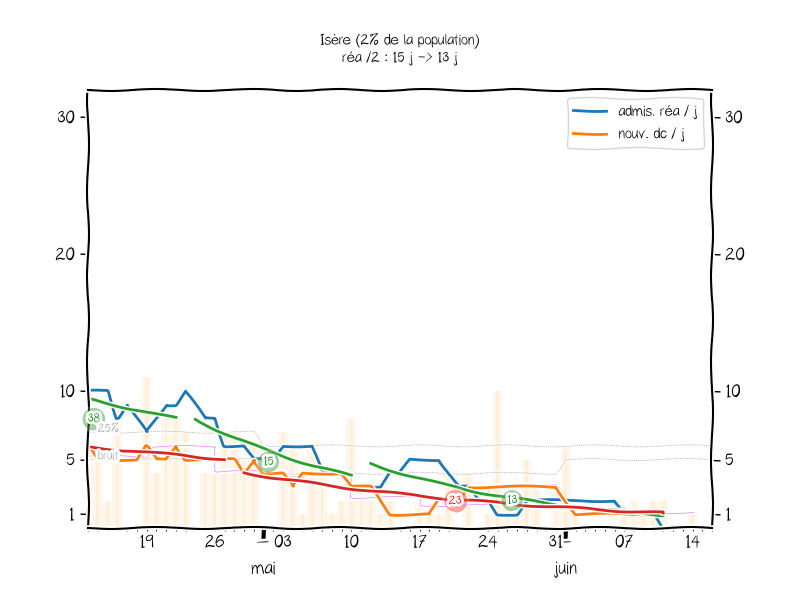 Isère (2% de la population)
réa /2 : 15 j -> 13 j
admis. réa / j
nouv. dc / j
30
30
20
20
10
10
5
5
1
1
38
25%
bruit
15
23
13
19 26 03 10 17 24 31 07 14
mai juin